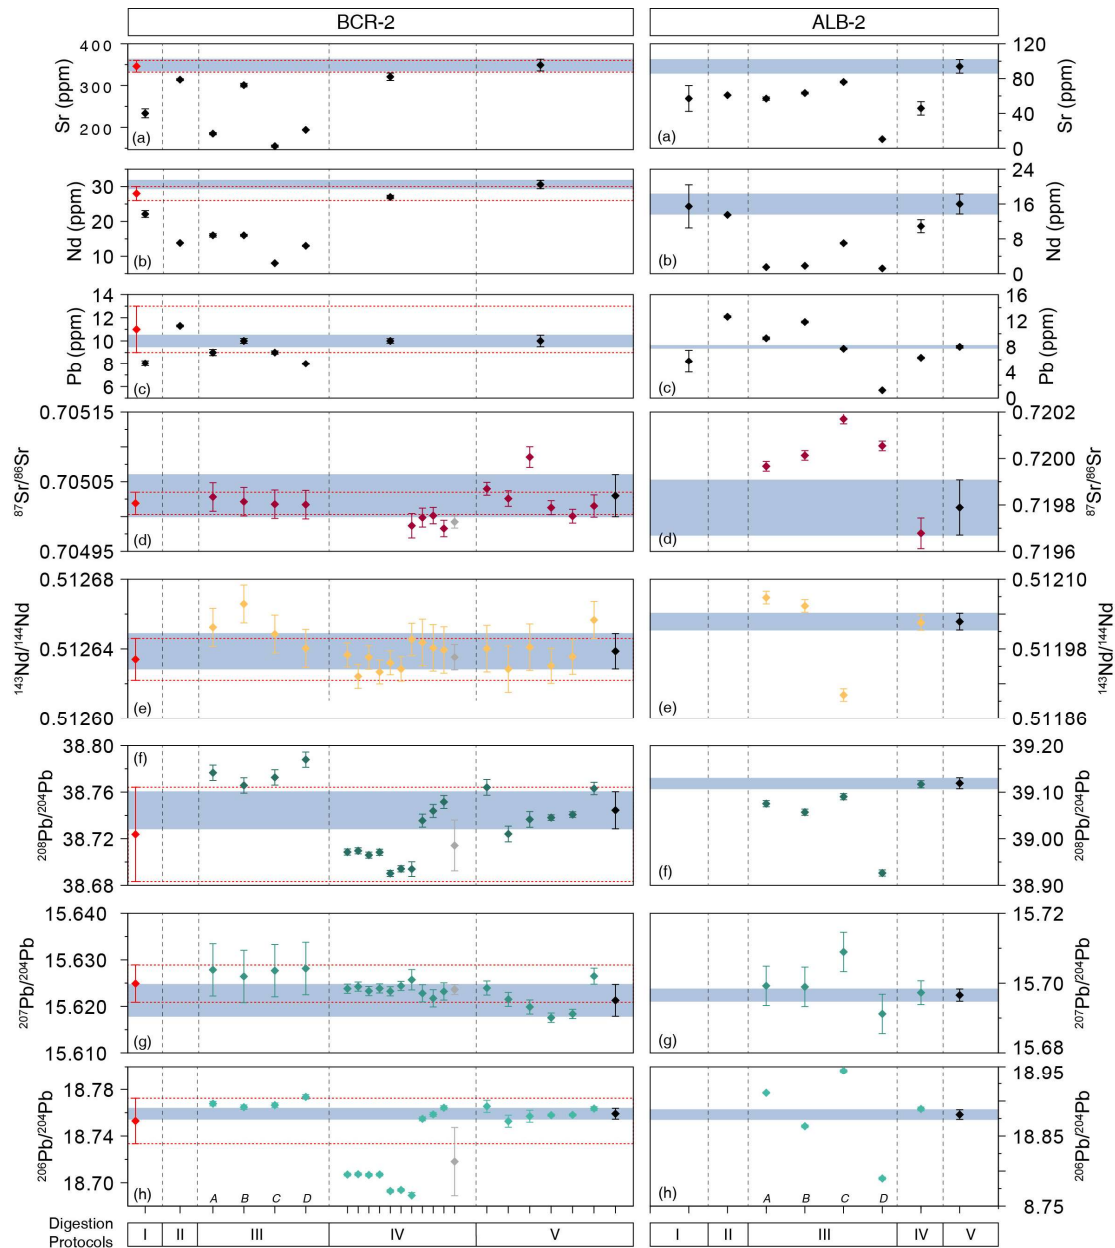 BCR-2
ALB-2
400
300
200
Sr (ppm)
(a)
(a)
120
80
40
0
Sr (ppm)
30
20
10
Nd (ppm)
(b)
(b)
24
16
8
0
Nd (ppm)
14
12
10
8
6
Pb (ppm)
(c)
(c)
16
12
8
4
0
Pb (ppm)
0.70515
0.70505
0.70495
87Sr/86Sr
(d)
(d)
0.7202
0.7200
0.7198
0.7196
87Sr/86Sr
0.51268
0.51264
0.51260
143Nd/144Nd
(e)
(e)
0.51210
0.51198
0.51186
143Nd/144Nd
38.80
38.76
38.72
38.68
208Pb/204Pb
(f)
(f)
39.20
39.10
39.00
38.90
208Pb/204Pb
15.640
15.630
15.620
15.610
207Pb/204Pb
(g)
(g)
15.72
15.70
15.68
207Pb/204Pb
18.78
18.74
18.70
206Pb/204Pb
(h)
A B C D
(h)
A B C D
18.95
18.85
8.75
206Pb/204Pb
Digestion
Protocols
I II III IV V
I II III IV V